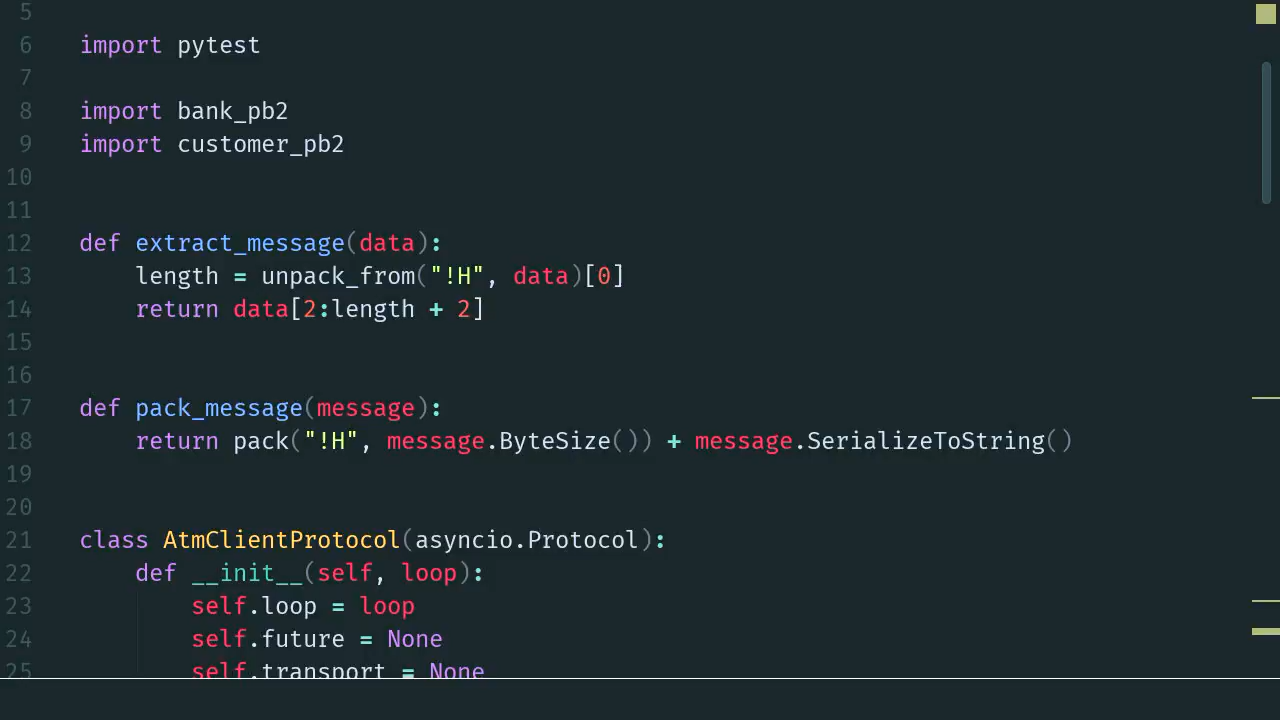 5
6 import pytest
7
8 import bank_pb2
9 import customer_pb2
10
11
12 def extract_message(data):
13     length = unpack_from("!H", data)[0]
14     return data[2:length + 2]
15
16
17 def pack_message(message):
18     return pack("!H", message.ByteSize()) + message.SerializeToString()
19
20
21 class AtmClientProtocol(asyncio.Protocol):
22     def __init__(self, loop):
23         self.loop = loop
24         self.future = None
25         self.transport = None